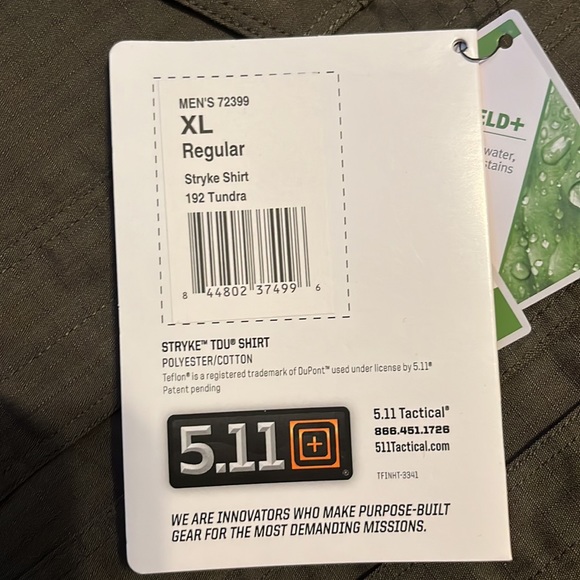 MEN'S 72399
XL
Regular
Stryke Shirt
192 Tundra
8 44802 37499 6
STRYKE™ TDU® SHIRT
POLYESTER/COTTON
Teflon® is a registered trademark of DuPont™ used under license by 5.11®
Patent pending
5.11®
5.11 Tactical®
866.451.1726
511Tactical.com
TFINHT-3341
WE ARE INNOVATORS WHO MAKE PURPOSE-BUILT
GEAR FOR THE MOST DEMANDING MISSIONS.
ELD+
water,
stains